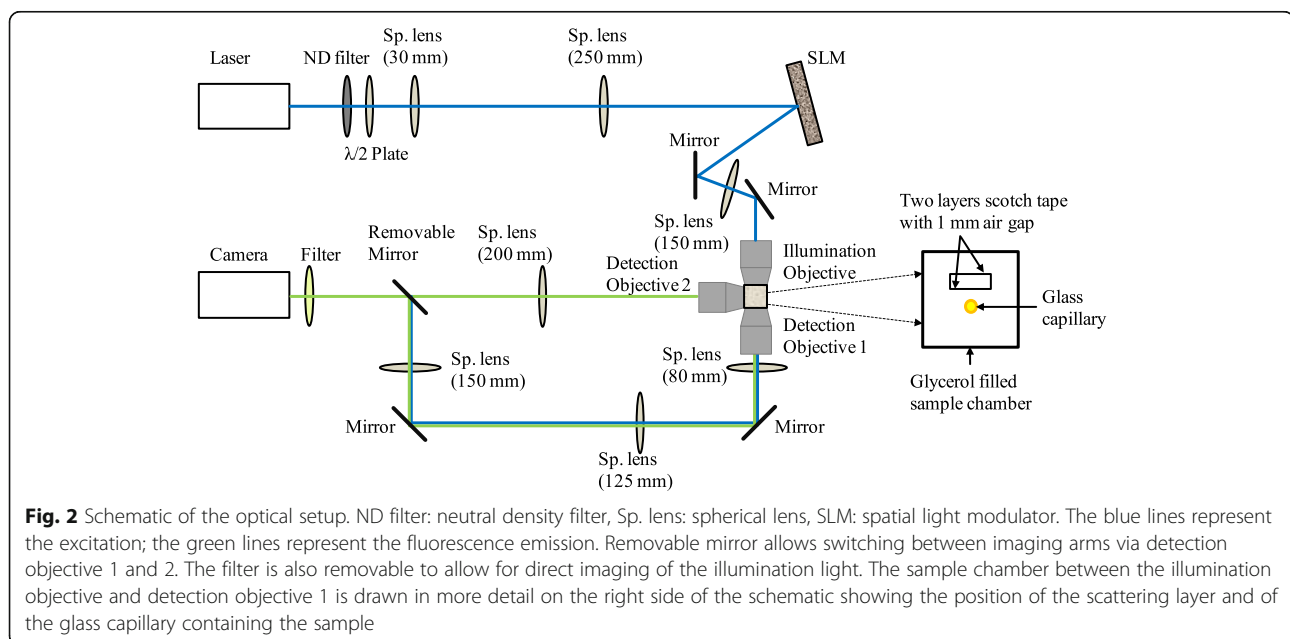 Laser
ND filter
λ/2 Plate
Sp. lens
(30 mm)
Sp. lens
(250 mm)
SLM
Mirror
Mirror
Sp. lens
(150 mm)
Two layers scotch tape
with 1 mm air gap
Camera
Filter
Removable
Mirror
Sp. lens
(200 mm)
Detection
Objective 2
Illumination
Objective
Glass
capillary
Detection
Objective 1
Sp. lens
(80 mm)
Glycerol filled
sample chamber
Sp. lens
(150 mm)
Mirror
Sp. lens
(125 mm)
Mirror
Fig. 2 Schematic of the optical setup. ND filter: neutral density filter, Sp. lens: spherical lens, SLM: spatial light modulator. The blue lines represent
the excitation; the green lines represent the fluorescence emission. Removable mirror allows switching between imaging arms via detection
objective 1 and 2. The filter is also removable to allow for direct imaging of the illumination light. The sample chamber between the illumination
objective and detection objective 1 is drawn in more detail on the right side of the schematic showing the position of the scattering layer and of
the glass capillary containing the sample